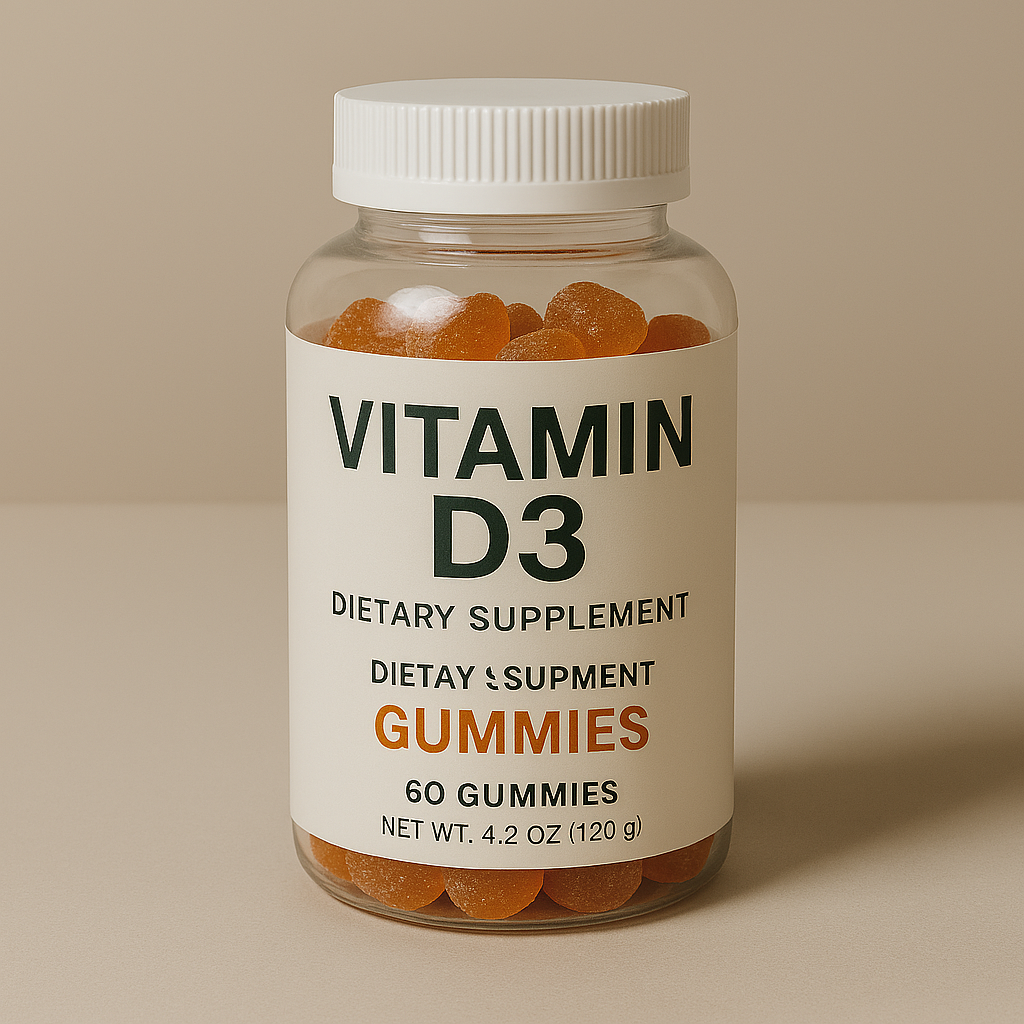 VITAMIN
D3
DIETARY SUPPLEMENT
DIETAY SUPMENT
GUMMIES
60 GUMMIES
NET WT. 4.2 OZ (120 g)